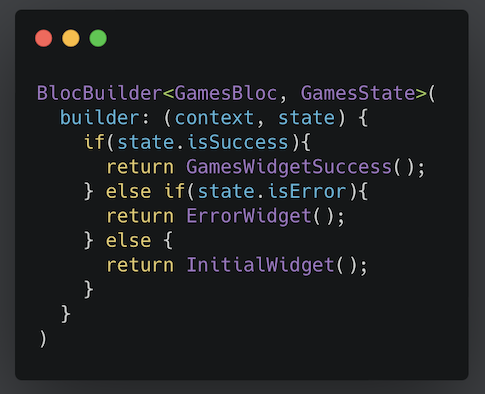 BlocBuilder<GamesBloc, GamesState>(
  builder: (context, state) {
    if(state.isSuccess){
      return GamesWidgetSuccess();
    } else if(state.isError){
      return ErrorWidget();
    } else {
      return InitialWidget();
    }
  }
)